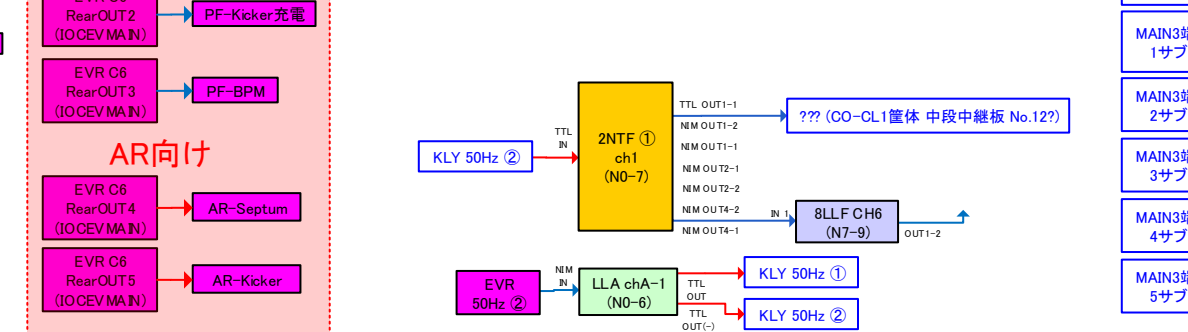 RearOUT2
(IOCEVMAIN)
PF-Kicker充電
EVR C6
RearOUT3
(IOCEVMAIN)
PF-BPM
AR向け
EVR C6
RearOUT4
(IOCEVMAIN)
AR-Septum
EVR C6
RearOUT5
(IOCEVMAIN)
AR-Kicker
KLY 50Hz ②
TTL
IN
2NTF ①
ch1
(N0-7)
TTL OUT1-1
NIM OUT1-2
NIM OUT1-1
NIM OUT2-1
NIM OUT2-2
NIM OUT4-2
NIM OUT4-1
??? (CO-CL1筐体 中段中継板 No.12?)
IN 1
8LLF CH6
(N7-9)
OUT1-2
EVR
50Hz ②
NIM
IN
LLA chA-1
(N0-6)
TTL
OUT
TTL
OUT(-)
KLY 50Hz ①
KLY 50Hz ②
MAIN3端
1サブ
MAIN3端
2サブ
MAIN3端
3サブ
MAIN3端
4サブ
MAIN3端
5サブ